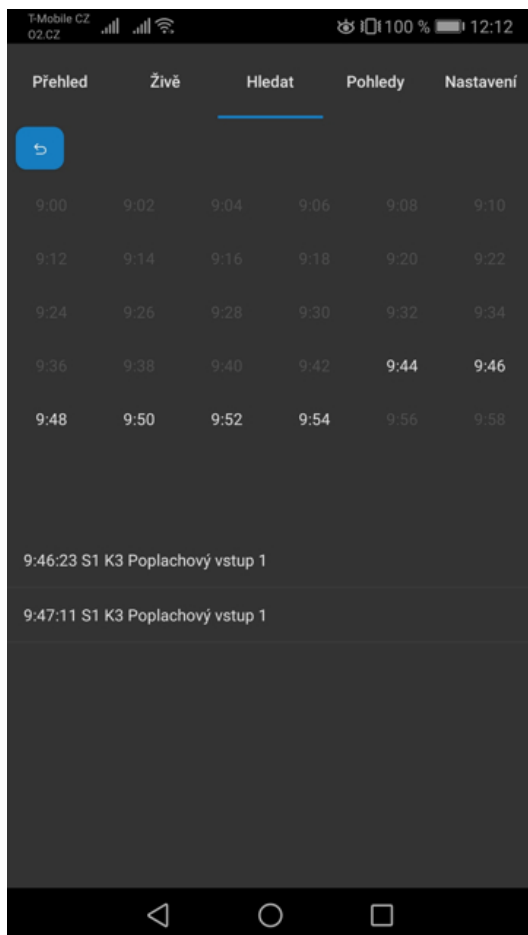 T-Mobile CZ
O2.CZ
100 % 12:12
Přehled Živě Hledat Pohledy Nastavení
9:00 9:02 9:04 9:06 9:08 9:10
9:12 9:14 9:16 9:18 9:20 9:22
9:24 9:26 9:28 9:30 9:32 9:34
9:36 9:38 9:40 9:42 9:44 9:46
9:48 9:50 9:52 9:54 9:56 9:58
9:46:23 S1 K3 Poplachový vstup 1
9:47:11 S1 K3 Poplachový vstup 1